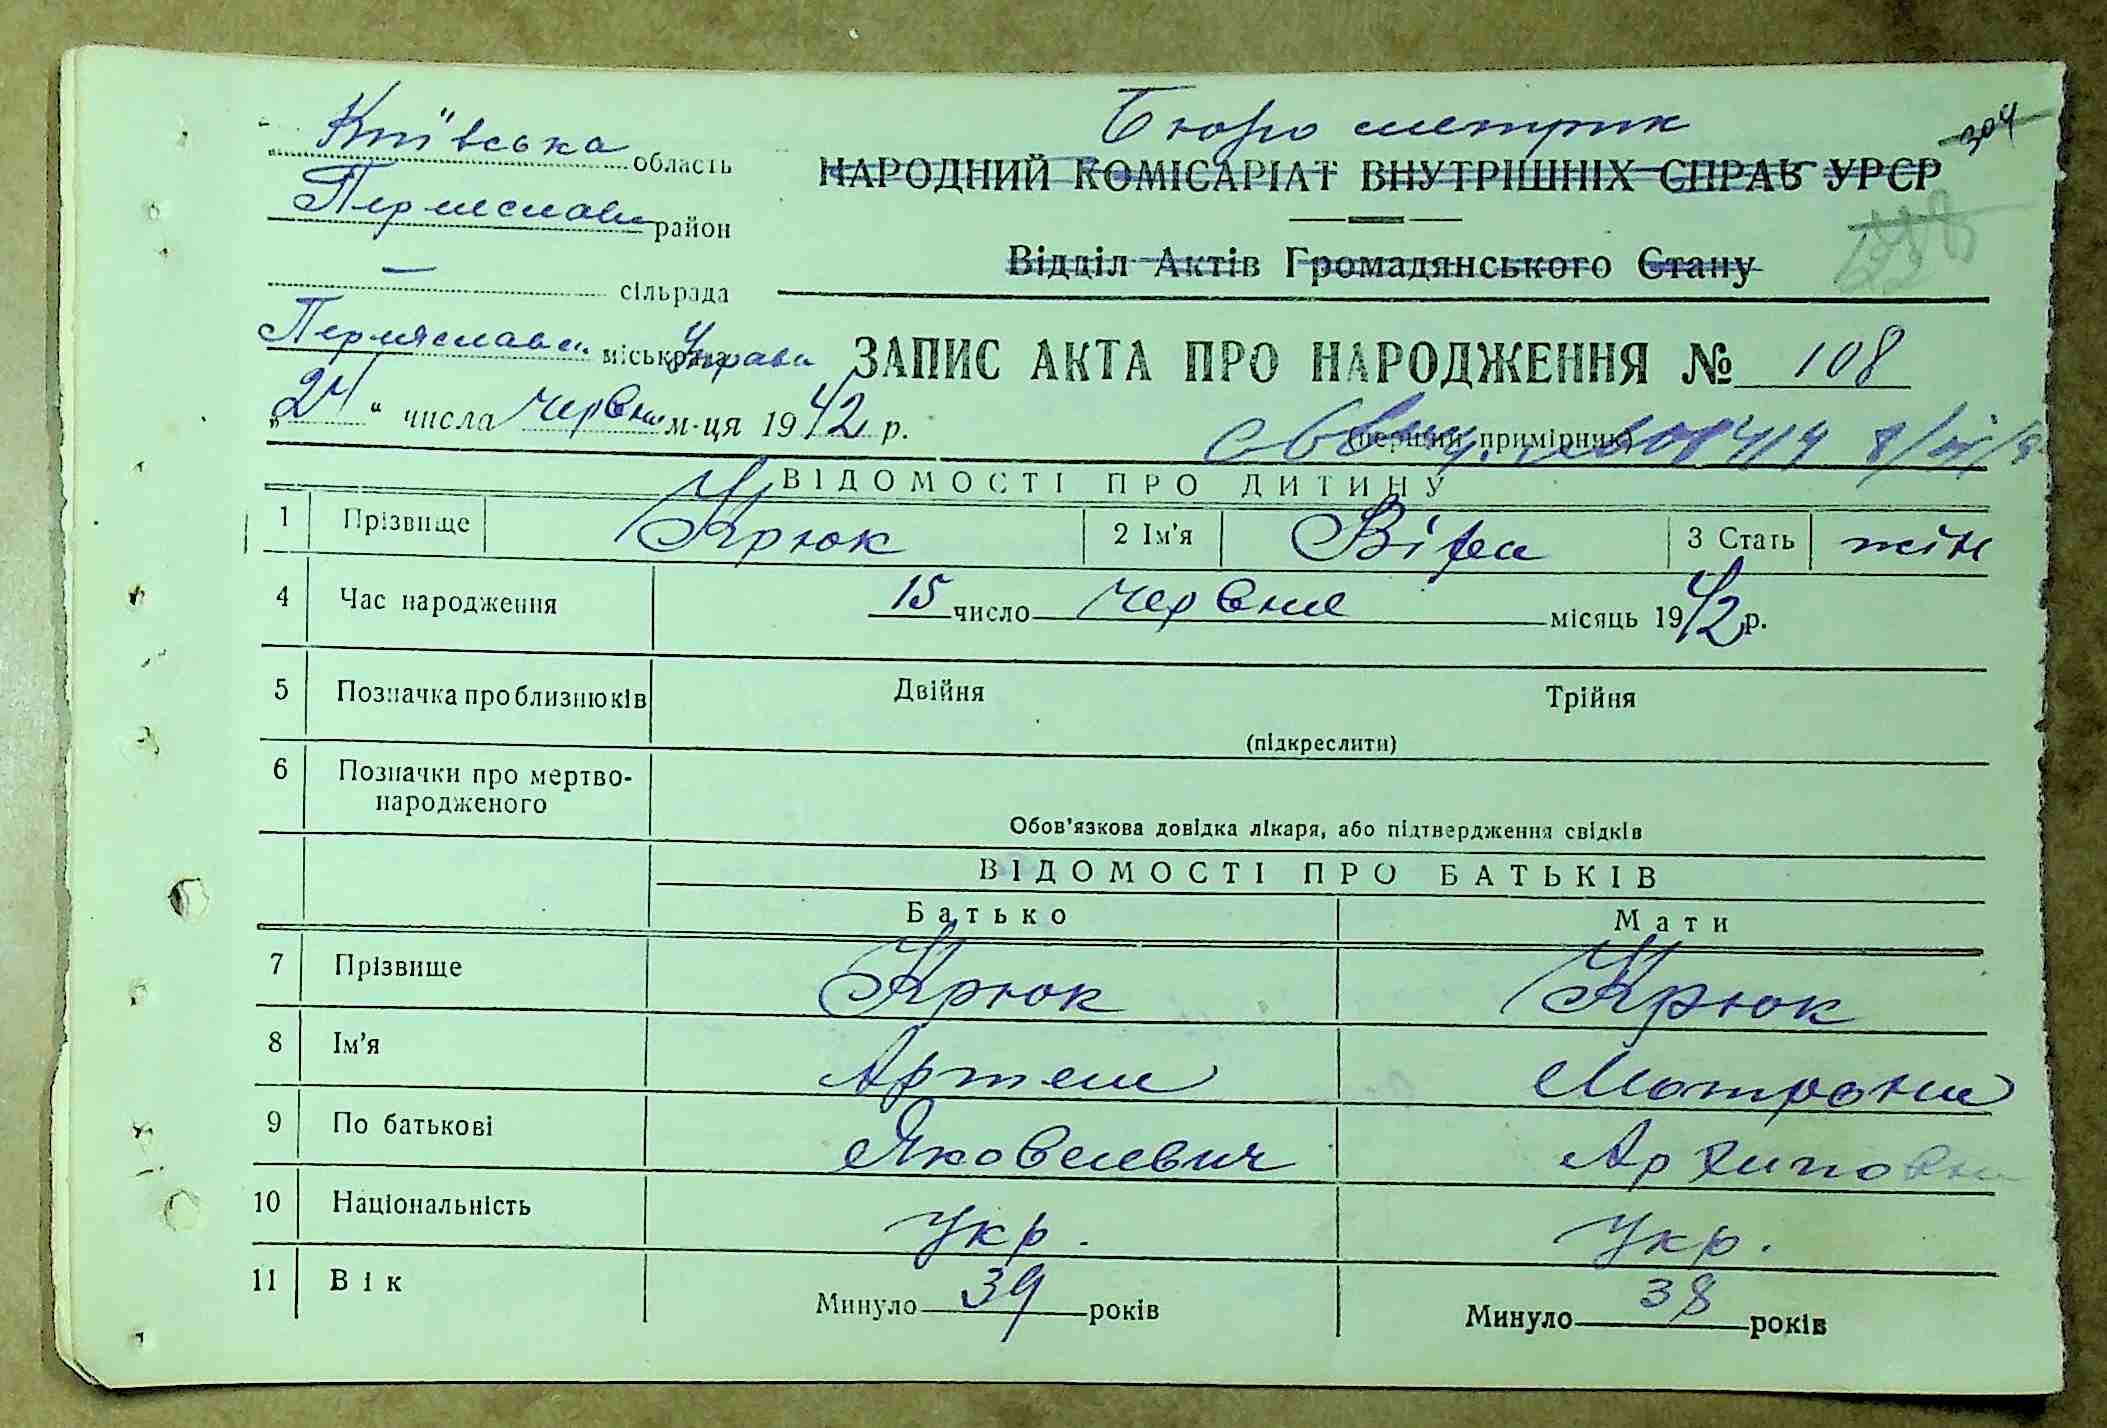 Київська область
Бюро метрик
304
НАРОДНИЙ КОМІСАРІАТ ВНУТРІШНІХ СПРАВ УРСР
район
Відділ Актів Громадянського Стану
— сільрада
міськрада Управа
ЗАПИС АКТА ПРО НАРОДЖЕННЯ № 108
„24“ числа червня м-ця 1942 р.
(перший примірник)
ВІДОМОСТІ ПРО ДИТИНУ
1 Прізвище Крюк 2 Ім'я Віра 3 Стать жін
4 Час народження 15 число червня місяць 1942 р.
5 Позначка про близнюків Двійня Трійня
(підкреслити)
6 Позначки про мертво-
народженого
Обов'язкова довідка лікаря, або підтвердження свідків
ВІДОМОСТІ ПРО БАТЬКІВ
Батько Мати
7 Прізвище Крюк Крюк
8 Ім'я Артем Мотрона
9 По батькові Яковлевич Архиповна
10 Національність Укр. Укр.
11 Вік Минуло 39 років Минуло 38 років